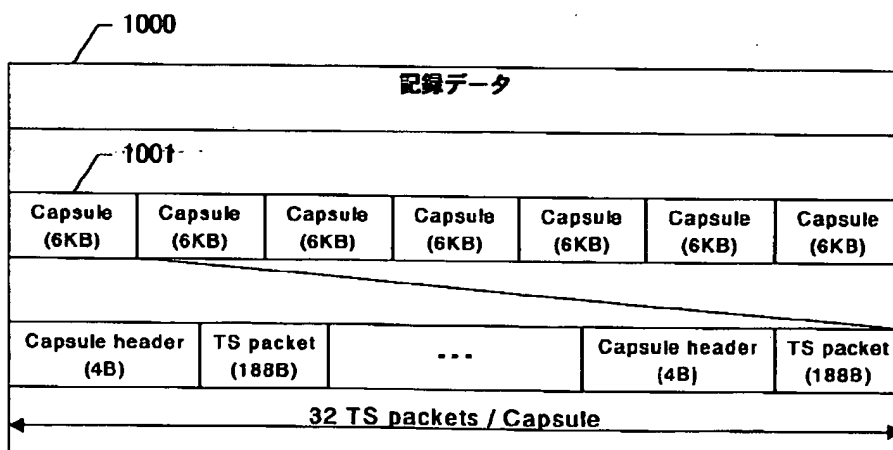 1000
記録データ
1001
Capsule Capsule Capsule Capsule Capsule Capsule Capsule
(6KB) (6KB) (6KB) (6KB) (6KB) (6KB) (6KB)
Capsule header TS packet ... Capsule header TS packet
(4B) (188B) (4B) (188B)
32 TS packets / Capsule